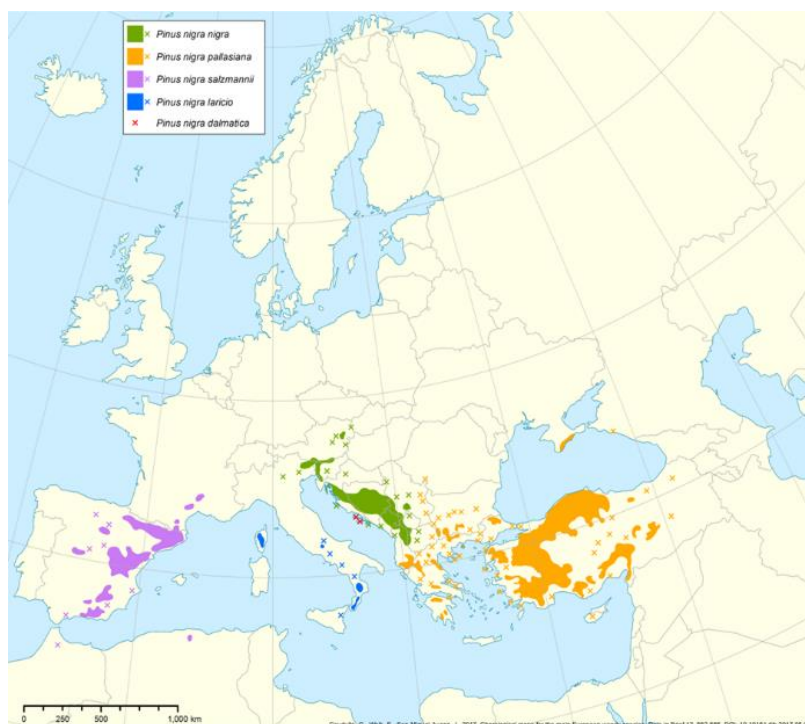 Pinus nigra nigra
Pinus nigra pallasiana
Pinus nigra salzmannii
Pinus nigra laricio
Pinus nigra dalmatica
0 250 500 1,000 km